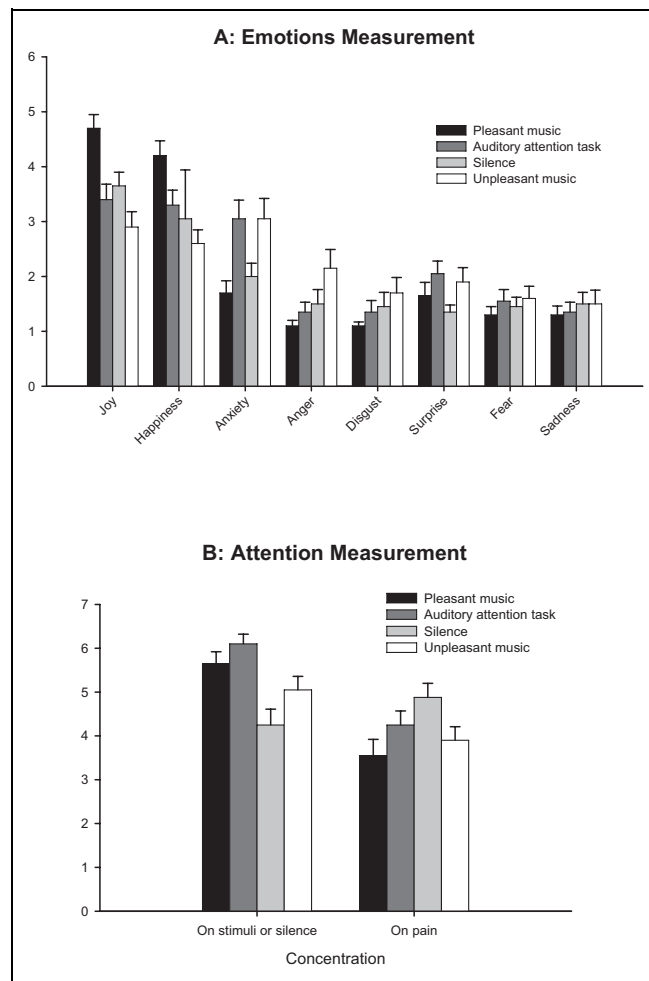 A: Emotions Measurement
6
5
4
3
2
1
0
Pleasant music
Auditory attention task
Silence
Unpleasant music
Joy
Happiness
Anxiety
Anger
Disgust
Surprise
Fear
Sadness
B: Attention Measurement
7
6
5
4
3
2
1
0
Pleasant music
Auditory attention task
Silence
Unpleasant music
On stimuli or silence
On pain
Concentration